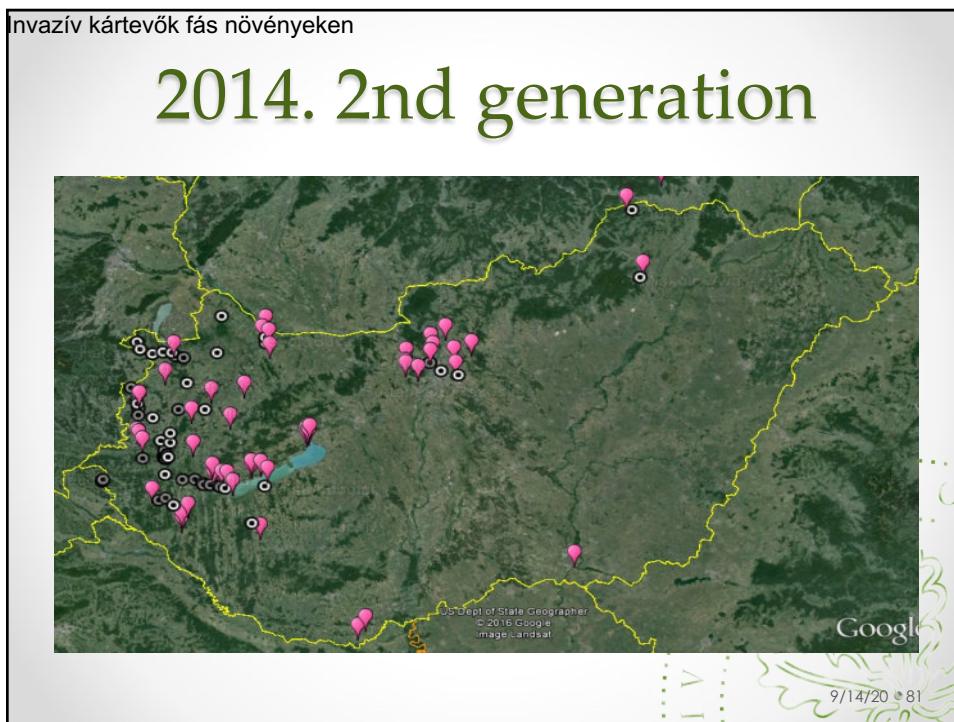 Invazív kártevők fás növényeken
2014. 2nd generation
US Dept of State Geographer
© 2016 Google
Image Landsat
Google
9/14/20
81